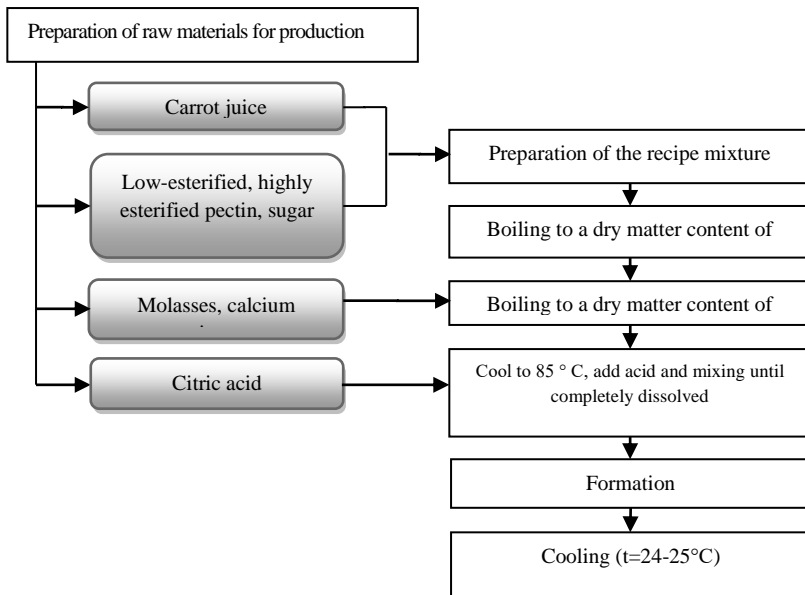 Preparation of raw materials for production
Carrot juice
Low-esterified, highly
esterified pectin, sugar
Molasses, calcium
Citric acid
Preparation of the recipe mixture
Boiling to a dry matter content of
Boiling to a dry matter content of
Cool to 85 ° C, add acid and mixing until
completely dissolved
Formation
Cooling (t=24-25°C)